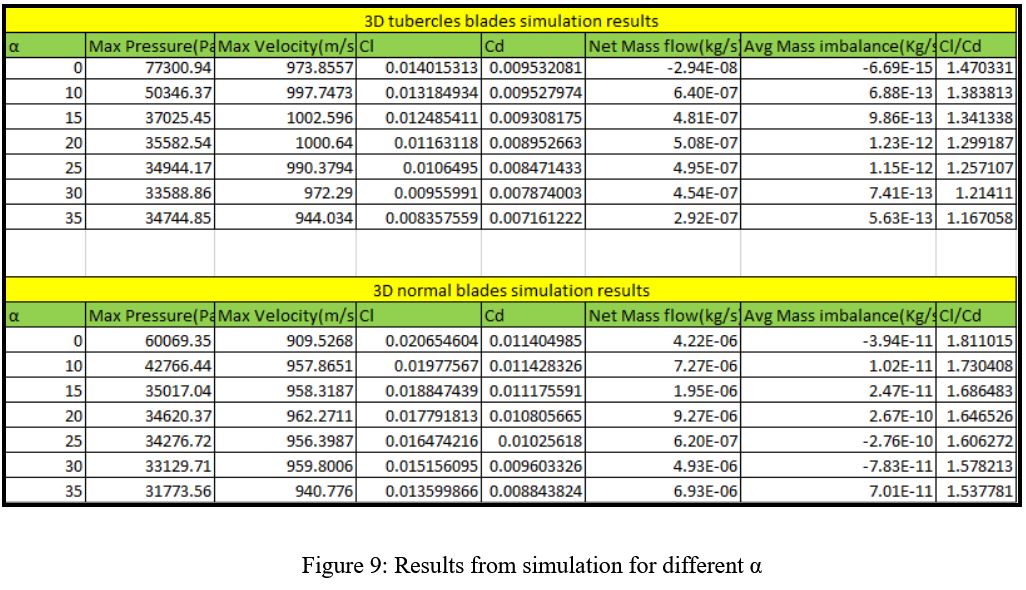 3D tubercles blades simulation results
α Max Pressure(Pa Max Velocity(m/s Cl Cd Net Mass flow(kg/s) Avg Mass imbalance(Kg/s Cl/Cd
0 77300.94 973.8557 0.014015313 0.009532081 -2.94E-08 -6.69E-15 1.470331
10 50346.37 997.7473 0.013184934 0.009527974 6.40E-07 6.88E-13 1.383813
15 37025.45 1002.596 0.012485411 0.009308175 4.81E-07 9.86E-13 1.341338
20 35582.54 1000.64 0.01163118 0.008952663 5.08E-07 1.23E-12 1.299187
25 34944.17 990.3794 0.0106495 0.008471433 4.95E-07 1.15E-12 1.257107
30 33588.86 972.29 0.00955991 0.007874003 4.54E-07 7.41E-13 1.21411
35 34744.85 944.034 0.008357559 0.007161222 2.92E-07 5.63E-13 1.167058
3D normal blades simulation results
α Max Pressure(Pa Max Velocity(m/s Cl Cd Net Mass flow(kg/s) Avg Mass imbalance(Kg/s Cl/Cd
0 60069.35 909.5268 0.020654604 0.011404985 4.22E-06 -3.94E-11 1.811015
10 42766.44 957.8651 0.01977567 0.011428326 7.27E-06 1.02E-11 1.730408
15 35017.04 958.3187 0.018847439 0.011175591 1.95E-06 2.47E-11 1.686483
20 34620.37 962.2711 0.017791813 0.010805665 9.27E-06 2.67E-10 1.646526
25 34276.72 956.3987 0.016474216 0.01025618 6.20E-07 -2.76E-10 1.606272
30 33129.71 959.8006 0.015156095 0.009603326 4.93E-06 -7.83E-11 1.578213
35 31773.56 940.776 0.013599866 0.008843824 6.93E-06 7.01E-11 1.537781
Figure 9: Results from simulation for different α